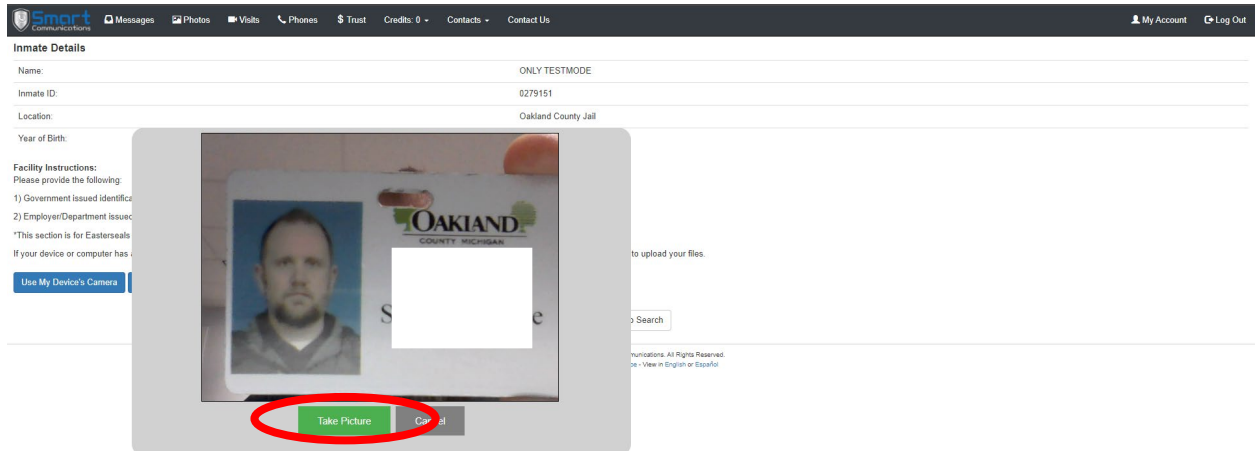 Smart Communications Messages Photos Visits Phones $ Trust Credits: 0 Contacts Contact Us My Account Log Out
Inmate Details
Name: ONLY TESTMODE
Inmate ID: 0279151
Location: Oakland County Jail
Year of Birth:
Facility Instructions:
Please provide the following:
1) Government issued
2) Employer/Department
*This section is for Easterseals
If your device or computer has to upload your files.
Use My Device's Camera
OAKLAND
COUNTY MICHIGAN
S e
Search
All Rights Reserved.
- View in English or Español
Take Picture Cancel